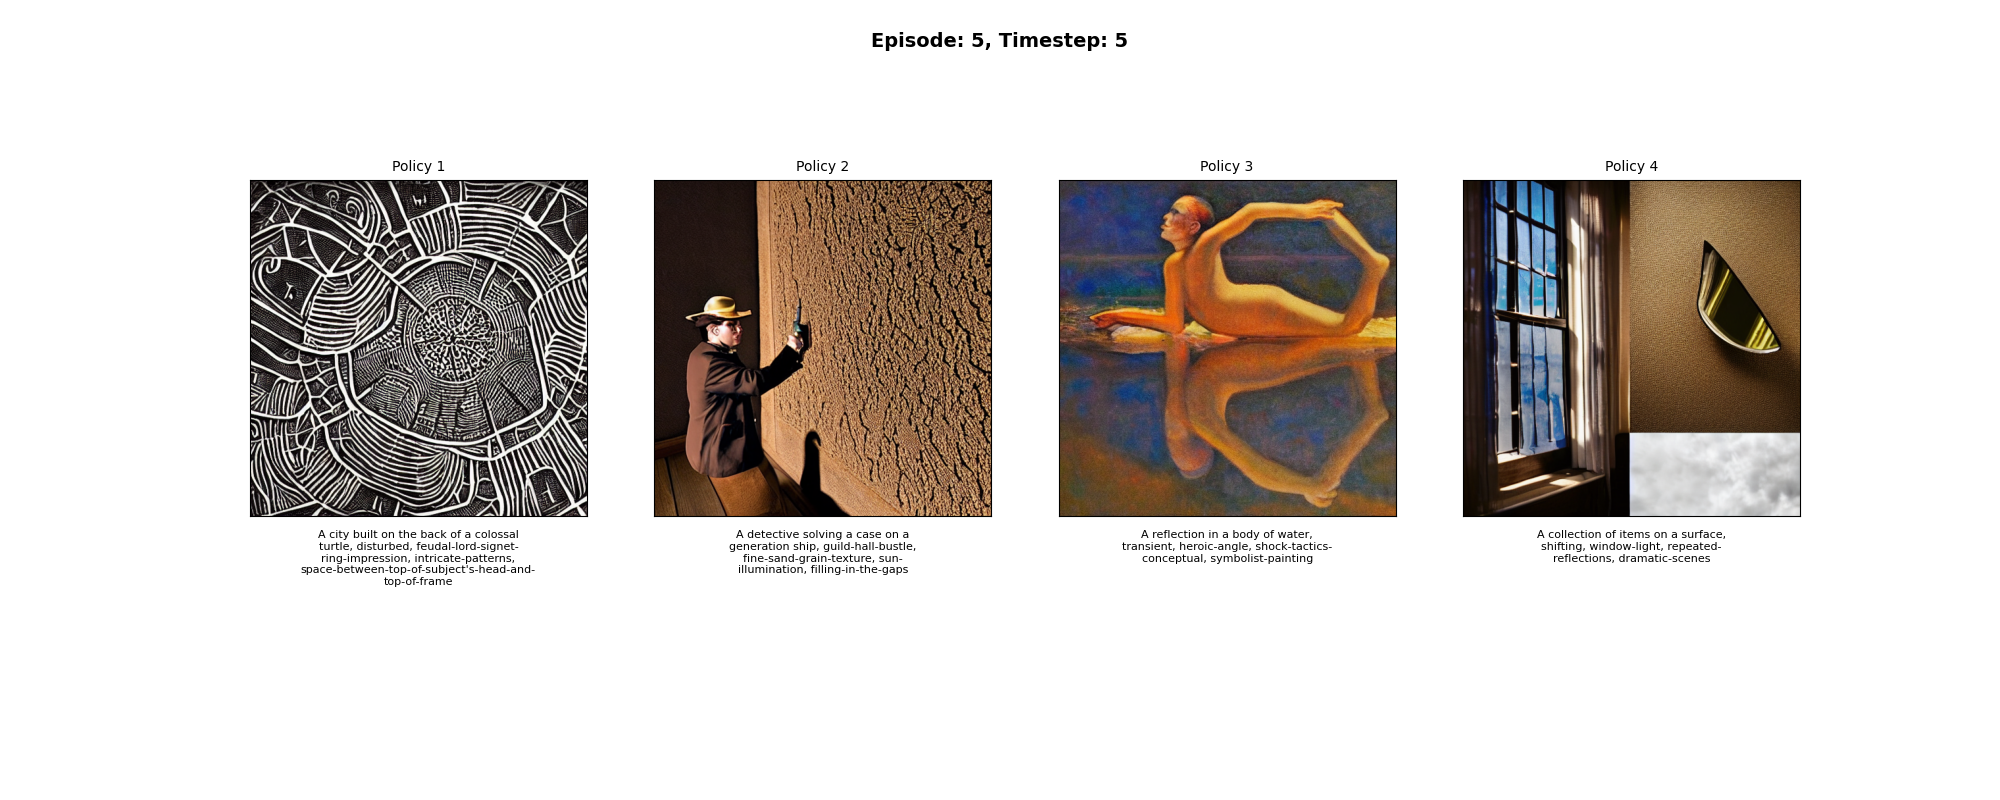 Episode: 5, Timestep: 5
Policy 1
A city built on the back of a colossal
turtle, disturbed, feudal-lord-signet-
ring-impression, intricate-patterns,
space-between-top-of-subject's-head-and-
top-of-frame
Policy 2
A detective solving a case on a
generation ship, guild-hall-bustle,
fine-sand-grain-texture, sun-
illumination, filling-in-the-gaps
Policy 3
A reflection in a body of water,
transient, heroic-angle, shock-tactics-
conceptual, symbolist-painting
Policy 4
A collection of items on a surface,
shifting, window-light, repeated-
reflections, dramatic-scenes